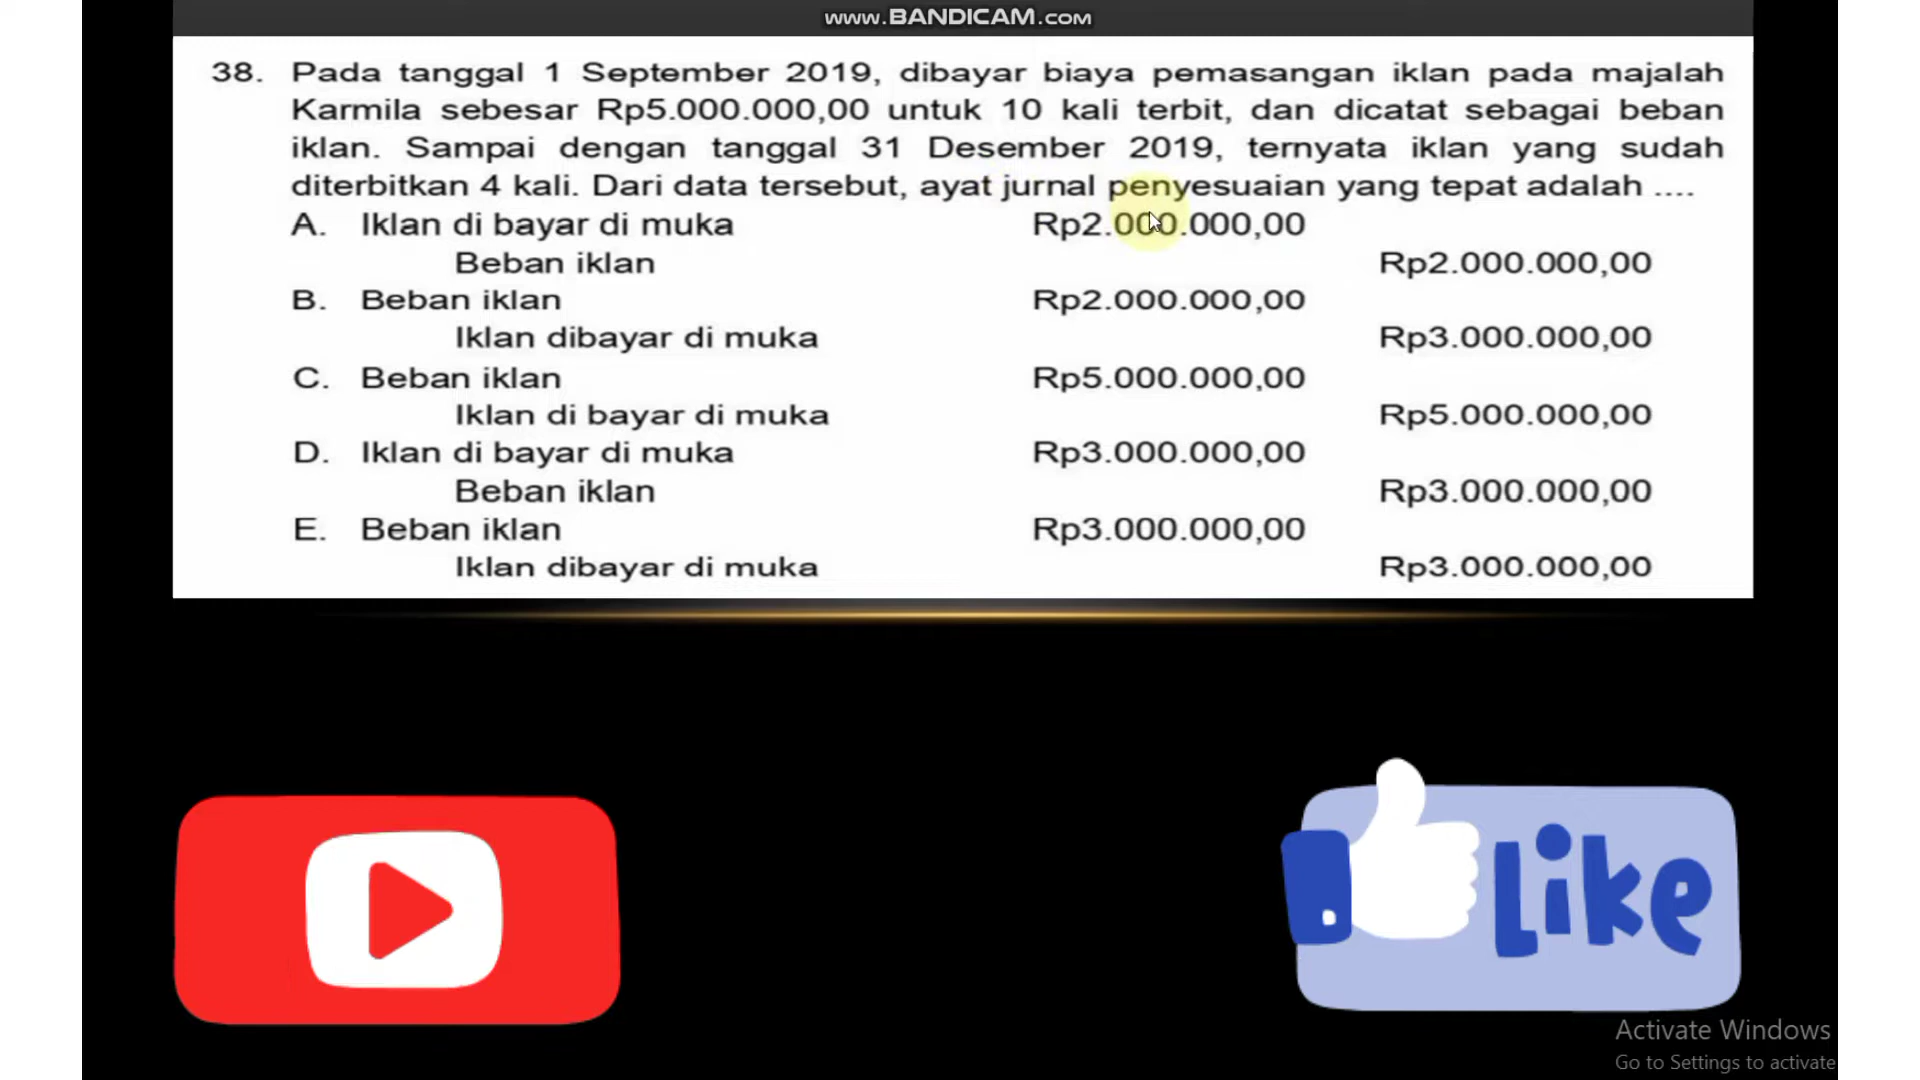 www.BANDICAM.com
38. Pada tanggal 1 September 2019, dibayar biaya pemasangan iklan pada majalah
Karmila sebesar Rp5.000.000,00 untuk 10 kali terbit, dan dicatat sebagai beban
iklan. Sampai dengan tanggal 31 Desember 2019, ternyata iklan yang sudah
diterbitkan 4 kali. Dari data tersebut, ayat jurnal penyesuaian yang tepat adalah ....
A. Iklan di bayar di muka Rp2.000.000,00
Beban iklan Rp2.000.000,00
B. Beban iklan Rp2.000.000,00
Iklan dibayar di muka Rp3.000.000,00
C. Beban iklan Rp5.000.000,00
Iklan di bayar di muka Rp5.000.000,00
D. Iklan di bayar di muka Rp3.000.000,00
Beban iklan Rp3.000.000,00
E. Beban iklan Rp3.000.000,00
Iklan dibayar di muka Rp3.000.000,00
Like
Activate Windows
Go to Settings to activate